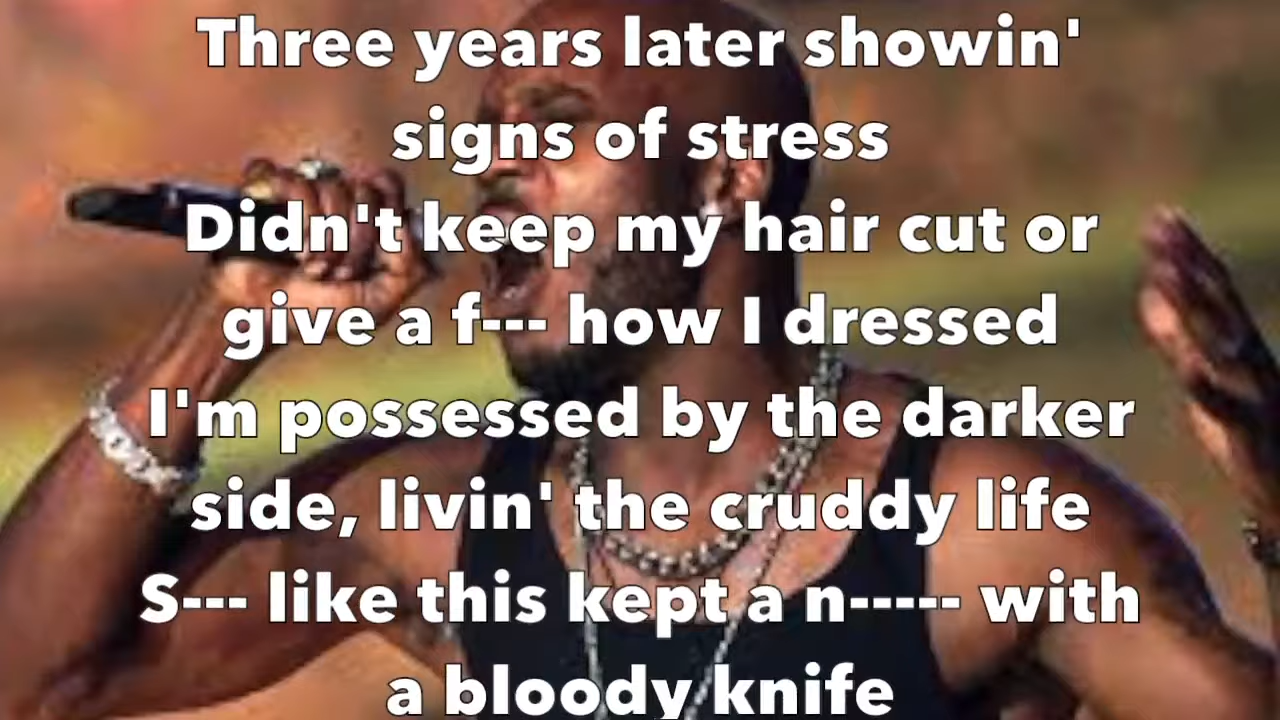 Three years later showin'
signs of stress
Didn't keep my hair cut or
give a f--- how I dressed
I'm possessed by the darker
side, livin' the cruddy life
S--- like this kept a n----- with
a bloody knife